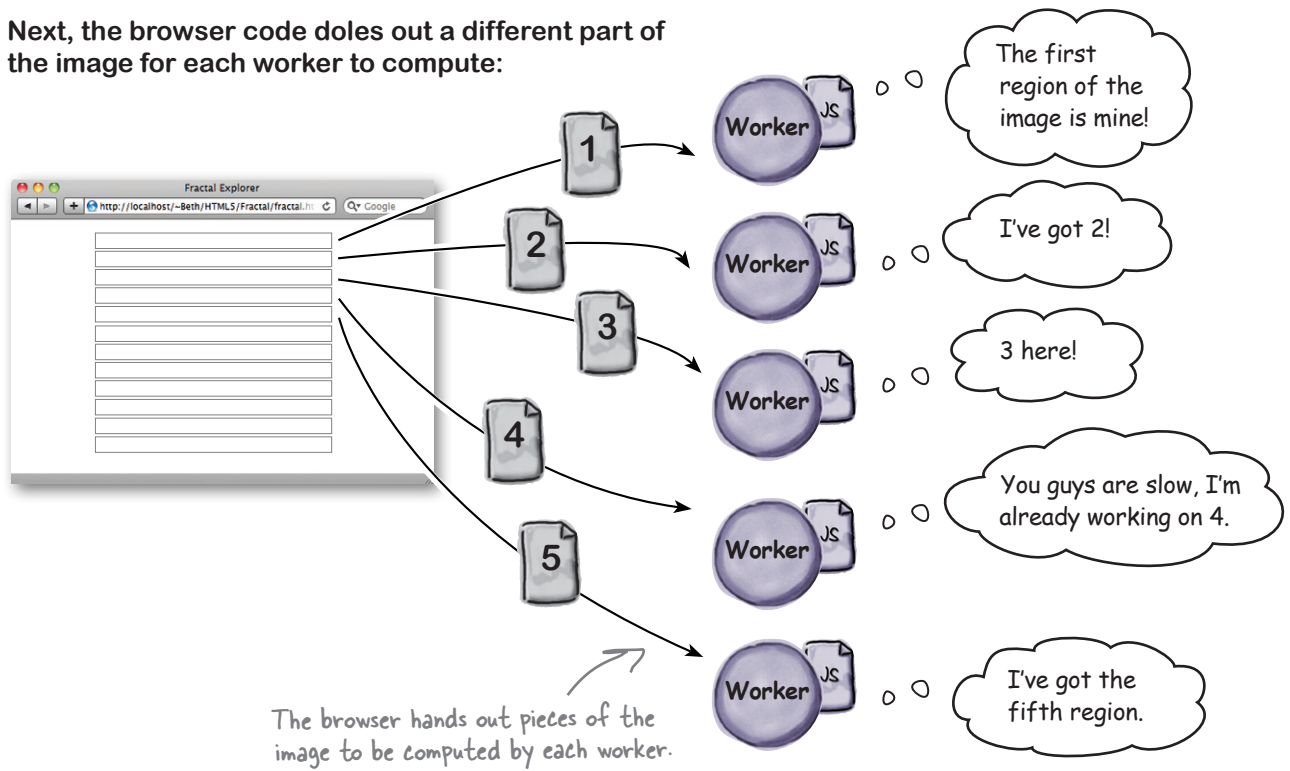 Next, the browser code doles out a different part of
the image for each worker to compute:
Fractal Explorer
http://localhost/~Beth/HTML5/Fractal/fractal.ht
Google
1
2
3
4
5
Worker
JS
The first
region of the
image is mine!
Worker
JS
I've got 2!
Worker
JS
3 here!
Worker
JS
You guys are slow, I'm
already working on 4.
Worker
JS
I've got the
fifth region.
The browser hands out pieces of the
image to be computed by each worker.